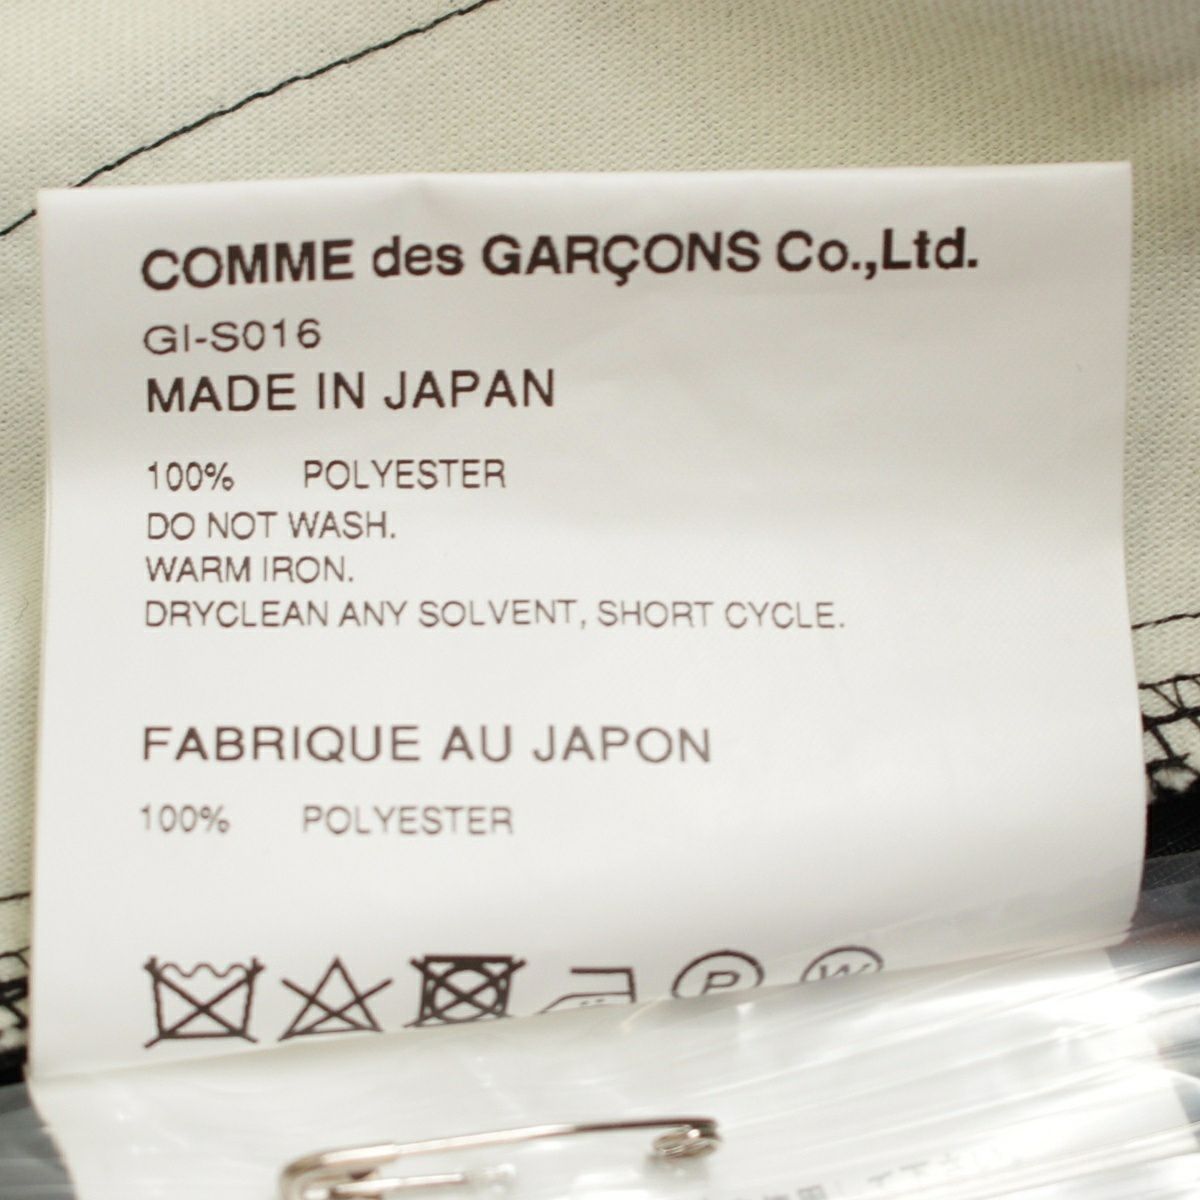 COMME des GARÇONS Co.,Ltd.
GI-S016
MADE IN JAPAN
100% POLYESTER
DO NOT WASH.
WARM IRON.
DRYCLEAN ANY SOLVENT, SHORT CYCLE.
FABRIQUE AU JAPON
100% POLYESTER
P W